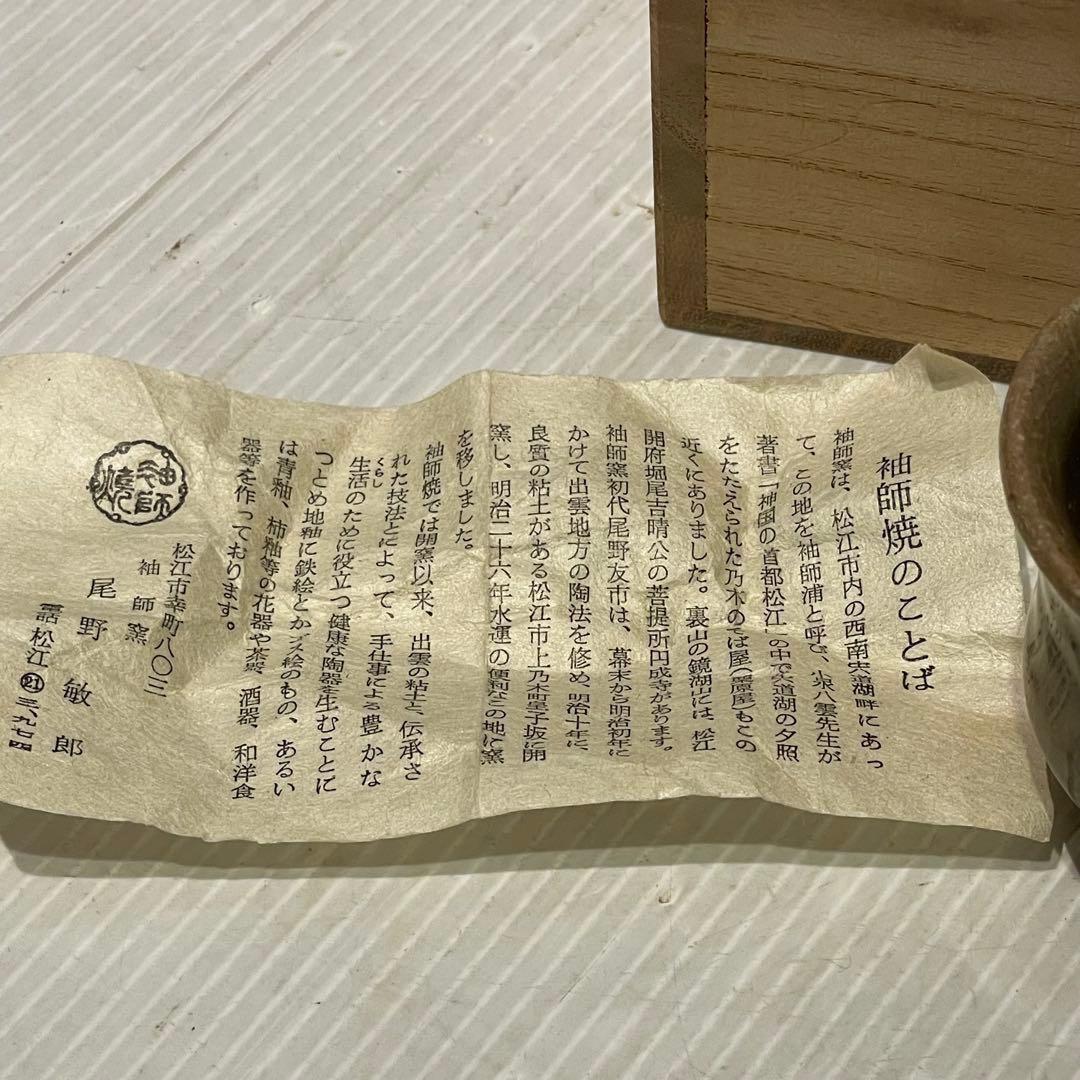 袖師焼のことば
袖師窯は、松江市内の西南宍道湖畔にあっ
て、この地を袖師浦と呼び、小泉八雲先生が
著書「神国の首都松江」の中で宍道湖の夕照
をたたえられた乃木のそば屋(皿原屋)もこの
近くにありました。裏山の鏡湖山には、松江
開府堀尾吉晴公の菩提所円成寺があります。
袖師窯初代尾野友市は、幕末から明治初年に
かけて出雲地方の陶法を修め、明治十年に、
良質の粘土がある松江市上乃木町皇子坂に開
窯し、明治二十六年水運の便利なこの地に窯
を移しました。
袖師焼では開窯以来、出雲の粘土と伝承さ
れた技法とによって、手仕事による豊かな
生活のために役立つ健康な陶器を生むことに
くらし
つとめ地釉に鉄絵とかゴス絵のもの、あるい
は青釉、柿釉等の花器や茶器、酒器、和洋食
器等を作っております。
袖師焼
松江市幸町八〇三
袖師窯
尾野敏郎
電話松江㉑三、九七四